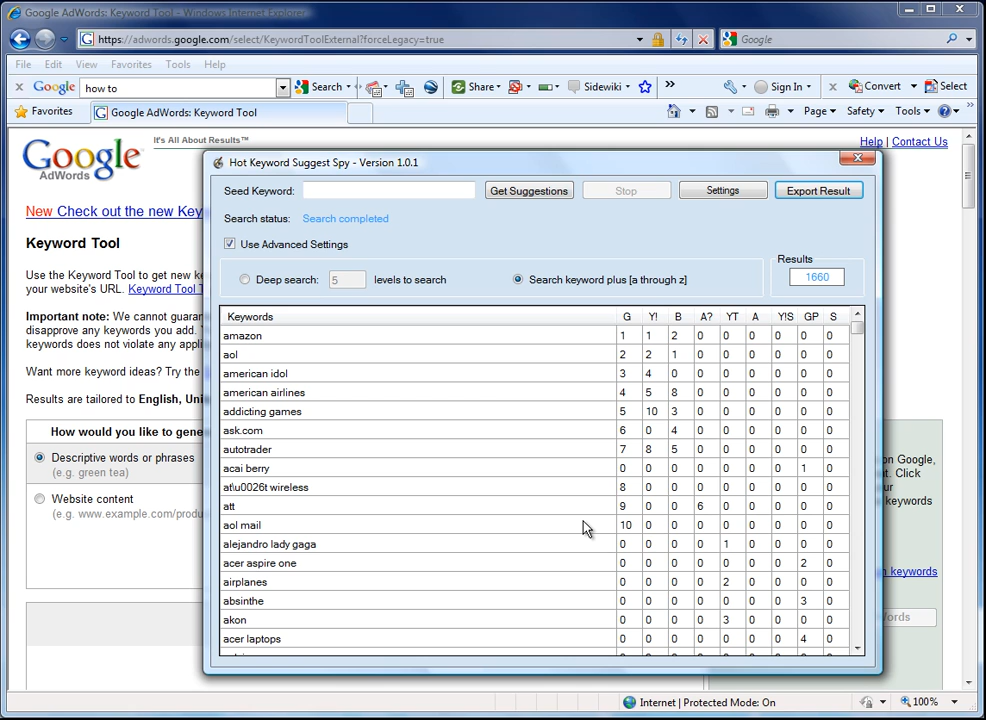 Google AdWords: Keyword Tool - Windows Internet Explorer
https://adwords.google.com/select/KeywordToolExternal?forceLegacy=true
Google
File Edit View Favorites Tools Help
Google how to Search Share Sidewiki » Sign In Convert Select
Favorites Google AdWords: Keyword Tool Page Safety Tools »
Google AdWords
It's All About Results™
Help | Contact Us
New Check out the new Key
Keyword Tool
Use the Keyword Tool to get new ke
your website's URL. Keyword Tool T
Important note: We cannot guaran
disapprove any keywords you add.
keywords does not violate any appli
Want more keyword ideas? Try the
Results are tailored to English, Uni
How would you like to gene
Descriptive words or phrases
(e.g. green tea)
Website content
(e.g. www.example.com/produ
on Google,
t. Click
our
keywords
n keywords
words
Hot Keyword Suggest Spy - Version 1.0.1
Seed Keyword: Get Suggestions Stop Settings Export Result
Search status: Search completed
Use Advanced Settings
Results
1660
Deep search: 5 levels to search Search keyword plus [a through z]
Keywords G Y! B A? YT A Y!S GP S
amazon 1 1 2 0 0 0 0 0 0
aol 2 2 1 0 0 0 0 0 0
american idol 3 4 0 0 0 0 0 0 0
american airlines 4 5 8 0 0 0 0 0 0
addicting games 5 10 3 0 0 0 0 0 0
ask.com 6 0 4 0 0 0 0 0 0
autotrader 7 8 5 0 0 0 0 0 0
acai berry 0 0 0 0 0 0 0 1 0
at\u0026t wireless 8 0 0 0 0 0 0 0 0
att 9 0 0 6 0 0 0 0 0
aol mail 10 0 0 0 0 0 0 0 0
alejandro lady gaga 0 0 0 0 1 0 0 0 0
acer aspire one 0 0 0 0 0 0 0 2 0
airplanes 0 0 0 0 2 0 0 0 0
absinthe 0 0 0 0 0 0 0 3 0
akon 0 0 0 0 3 0 0 0 0
acer laptops 0 0 0 0 0 0 0 4 0
Internet | Protected Mode: On 100%